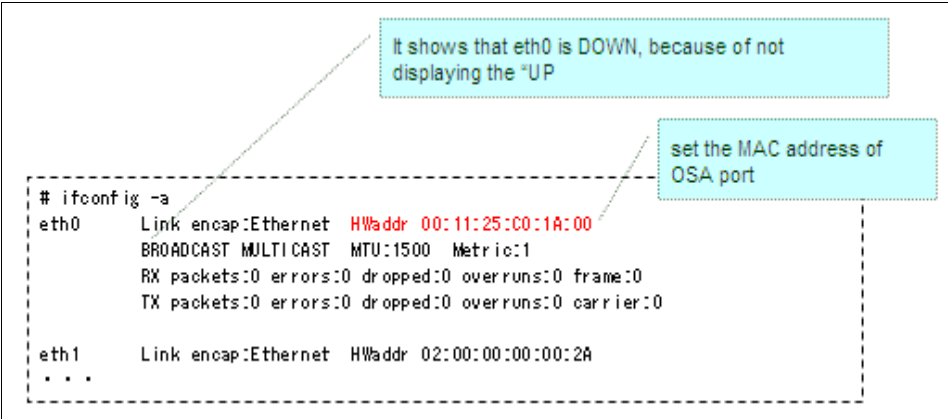 It shows that eth0 is DOWN, because of not
displaying the “UP
set the MAC address of
OSA port
# ifconfig -a
eth0 Link encap:Ethernet HWaddr 00:11:25:C0:1A:00
BROADCAST MULTICAST MTU:1500 Metric:1
RX packets:0 errors:0 dropped:0 overruns:0 frame:0
TX packets:0 errors:0 dropped:0 overruns:0 carrier:0
eth1 Link encap:Ethernet HWaddr 02:00:00:00:00:2A
· · ·